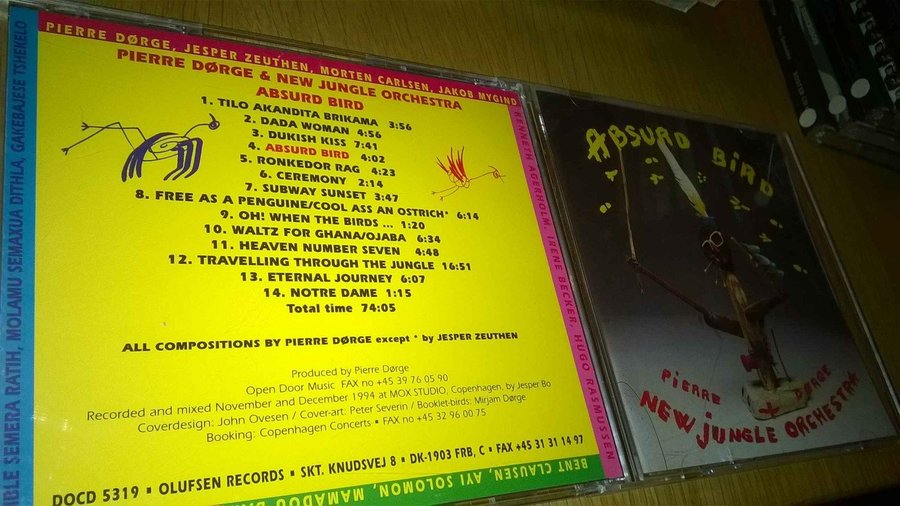 PIERRE DØRGE, JESPER ZEUTHEN, MORTEN CARLSEN, JAKOB MYGIND
KENNETH AGERHOLM, IRENE BECKER, HUGO RASMUSSEN
BENT CLAUSEN, AYI SOLOMON, MAMADOU
SEMERA RATIH, MOLAMU SEMAXUA DITHLA, GAKEBAJESE TSHEKELO
PIERRE DØRGE & NEW JUNGLE ORCHESTRA
ABSURD BIRD
1. TILO AKANDITA BRIKAMA 3:56
2. DADA WOMAN 4:56
3. DUKISH KISS 7:41
4. ABSURD BIRD 4:02
5. RONKEDOR RAG 4:23
6. CEREMONY 2:14
7. SUBWAY SUNSET 3:47
8. FREE AS A PENGUINE/COOL ASS AN OSTRICH* 6:14
9. OH! WHEN THE BIRDS ... 1:20
10. WALTZ FOR GHANA/OJABA 6:34
11. HEAVEN NUMBER SEVEN 4:48
12. TRAVELLING THROUGH THE JUNGLE 16:51
13. ETERNAL JOURNEY 6:07
14. NOTRE DAME 1:15
Total time 74:05
ALL COMPOSITIONS BY PIERRE DØRGE except * by JESPER ZEUTHEN
Produced by Pierre Dørge
Open Door Music FAX no +45 39 76 05 90
Recorded and mixed November and December 1994 at MOX STUDIO, Copenhagen, by Jesper Bo
Coverdesign: John Ovesen / Cover-art: Peter Severin / Booklet-birds: Mirjam Dørge
Booking: Copenhagen Concerts ▪ FAX no +45 32 96 00 75
DOCD 5319 ▪ OLUFSEN RECORDS ▪ SKT. KNUDSVEJ 8 ▪ DK-1903 FRB, C ▪ FAX +45 31 31 14 97
ABSURD BIRD
PIERRE DØRGE
+
NEW JUNGLE ORCHESTRA